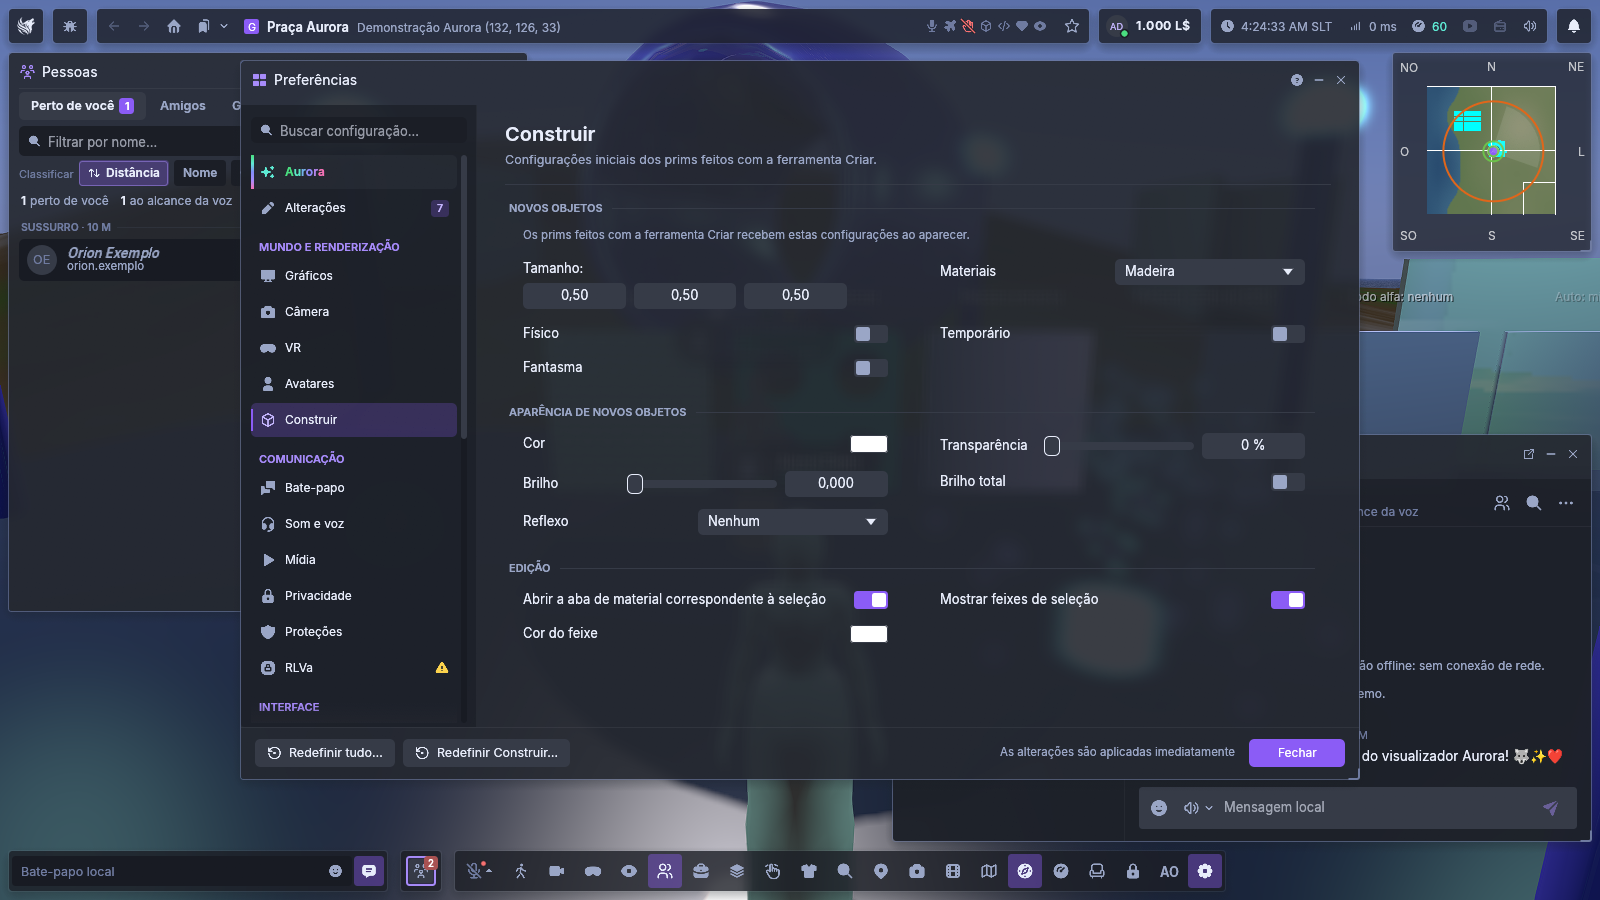 Praça Aurora Demonstração Aurora (132, 126, 33)
AD 1.000 L$
4:24:33 AM SLT 0 ms 60
Pessoas
Perto de você 1 Amigos G
Filtrar por nome...
Classificar Distância Nome
1 perto de você 1 ao alcance da voz
SUSSURRO · 10 M
OE Orion Exemplo
orion.exemplo
Preferências
Buscar configuração...
Aurora
Alterações 7
MUNDO E RENDERIZAÇÃO
Gráficos
Câmera
VR
Avatares
Construir
COMUNICAÇÃO
Bate-papo
Som e voz
Mídia
Privacidade
Proteções
RLVa
INTERFACE
Construir
Configurações iniciais dos prims feitos com a ferramenta Criar.
NOVOS OBJETOS
Os prims feitos com a ferramenta Criar recebem estas configurações ao aparecer.
Tamanho:
0,50 0,50 0,50
Materiais Madeira
Físico
Temporário
Fantasma
APARÊNCIA DE NOVOS OBJETOS
Cor
Transparência 0 %
Brilho 0,000
Brilho total
Reflexo Nenhum
EDIÇÃO
Abrir a aba de material correspondente à seleção
Mostrar feixes de seleção
Cor do feixe
Redefinir tudo...
Redefinir Construir...
As alterações são aplicadas imediatamente
Fechar
NO N NE
O L
SO S SE
odo alfa: nenhum Auto: m
nce da voz
ão offline: sem conexão de rede.
emo.
M
do visualizador Aurora! 🐺✨❤️
Mensagem local
Bate-papo local
2
AO